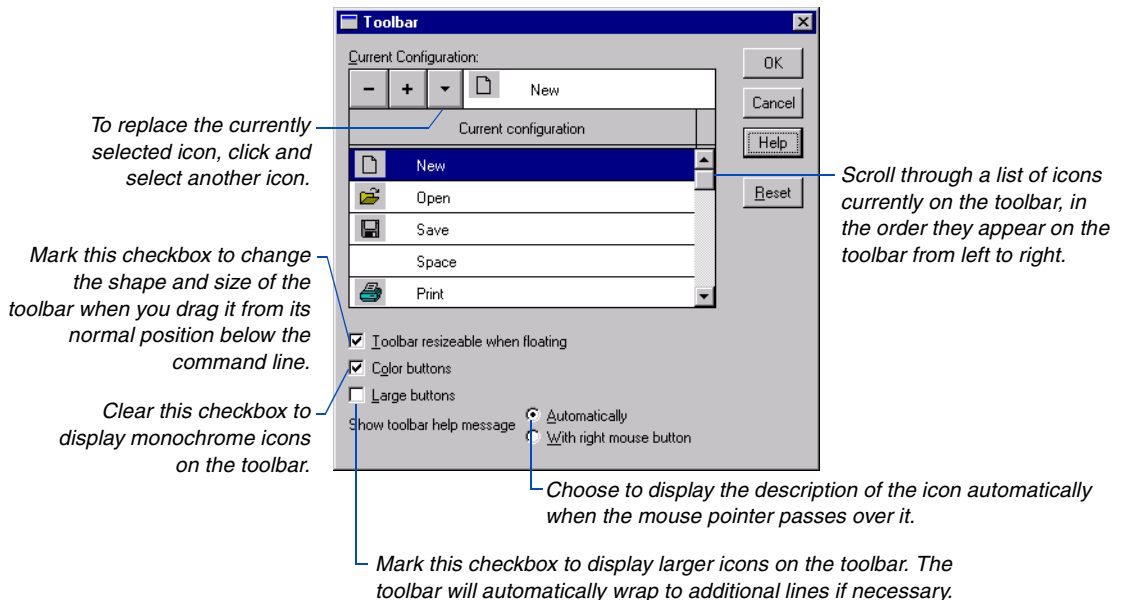 Toolbar
Current Configuration:
New
Current configuration
New
Open
Save
Space
Print
Toolbar resizeable when floating
Color buttons
Large buttons
Show toolbar help message
Automatically
With right mouse button
OK
Cancel
Help
Reset
To replace the currently
selected icon, click and
select another icon.
Mark this checkbox to change
the shape and size of the
toolbar when you drag it from its
normal position below the
command line.
Clear this checkbox to
display monochrome icons
on the toolbar.
Scroll through a list of icons
currently on the toolbar, in
the order they appear on the
toolbar from left to right.
Choose to display the description of the icon automatically
when the mouse pointer passes over it.
Mark this checkbox to display larger icons on the toolbar. The
toolbar will automatically wrap to additional lines if necessary.